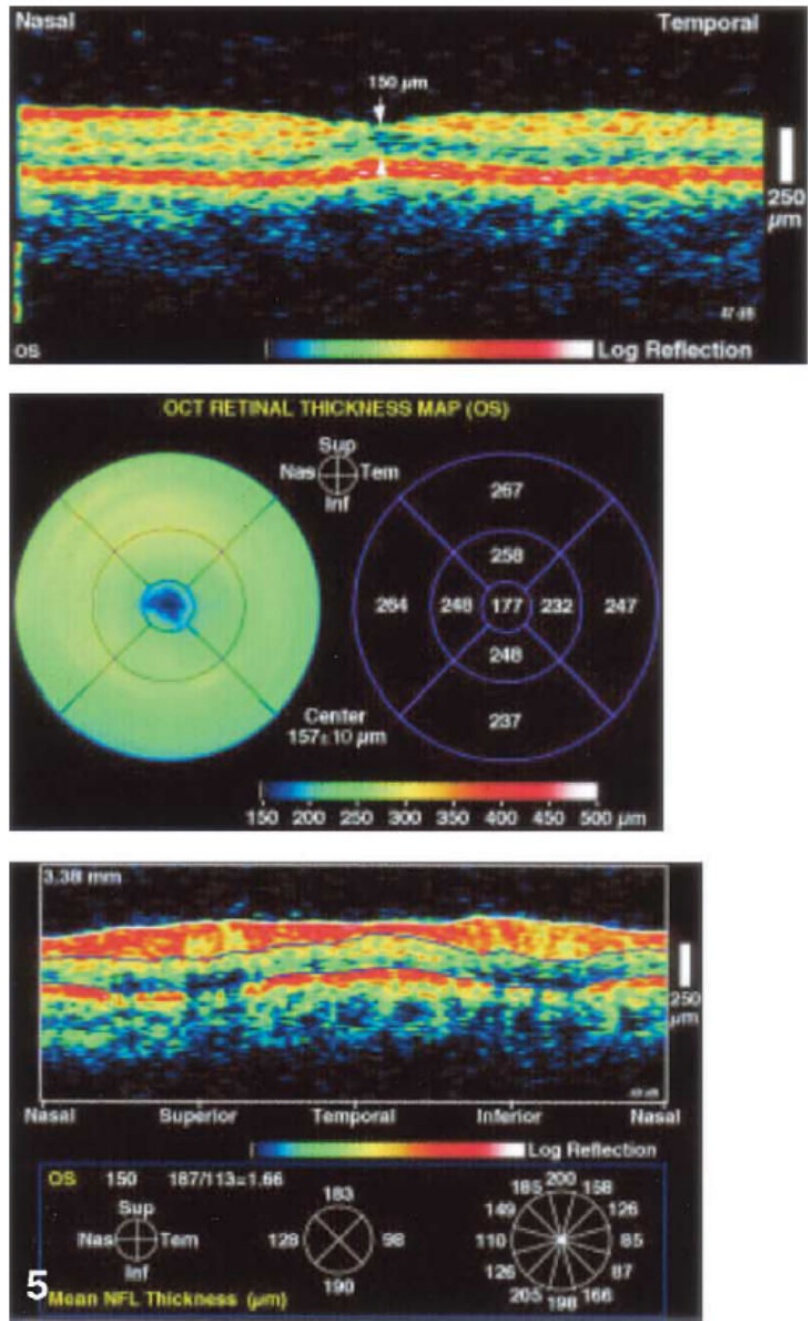 Nasal Temporal
150 µm
250 µm
OS Log Reflection
OCT RETINAL THICKNESS MAP (OS)
Sup
Nas Tem
Inf
267
258
264 248 177 232 247
248
237
Center
157±10 µm
150 200 250 300 350 400 450 500 µm
3.38 mm
250 µm
Nasal Superior Temporal Inferior Nasal
Log Reflection
OS 150 187/113=1.66
Sup
Nas Tem
Inf
183
128 98
190
200
185 158
149 126
110 85
126 87
205 166
198
5
Mean NFL Thickness (µm)